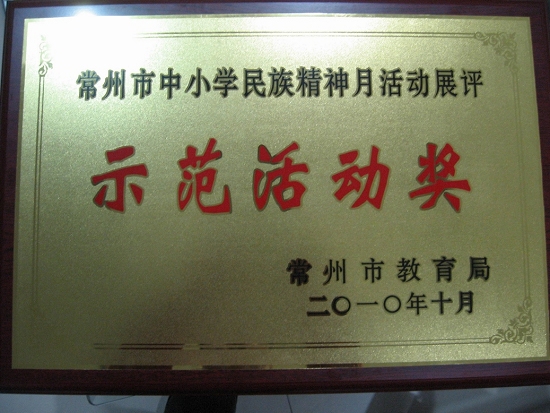 常州市中小学民族精神月活动展评
示范活动奖
常州市教育局
二〇一〇年十月